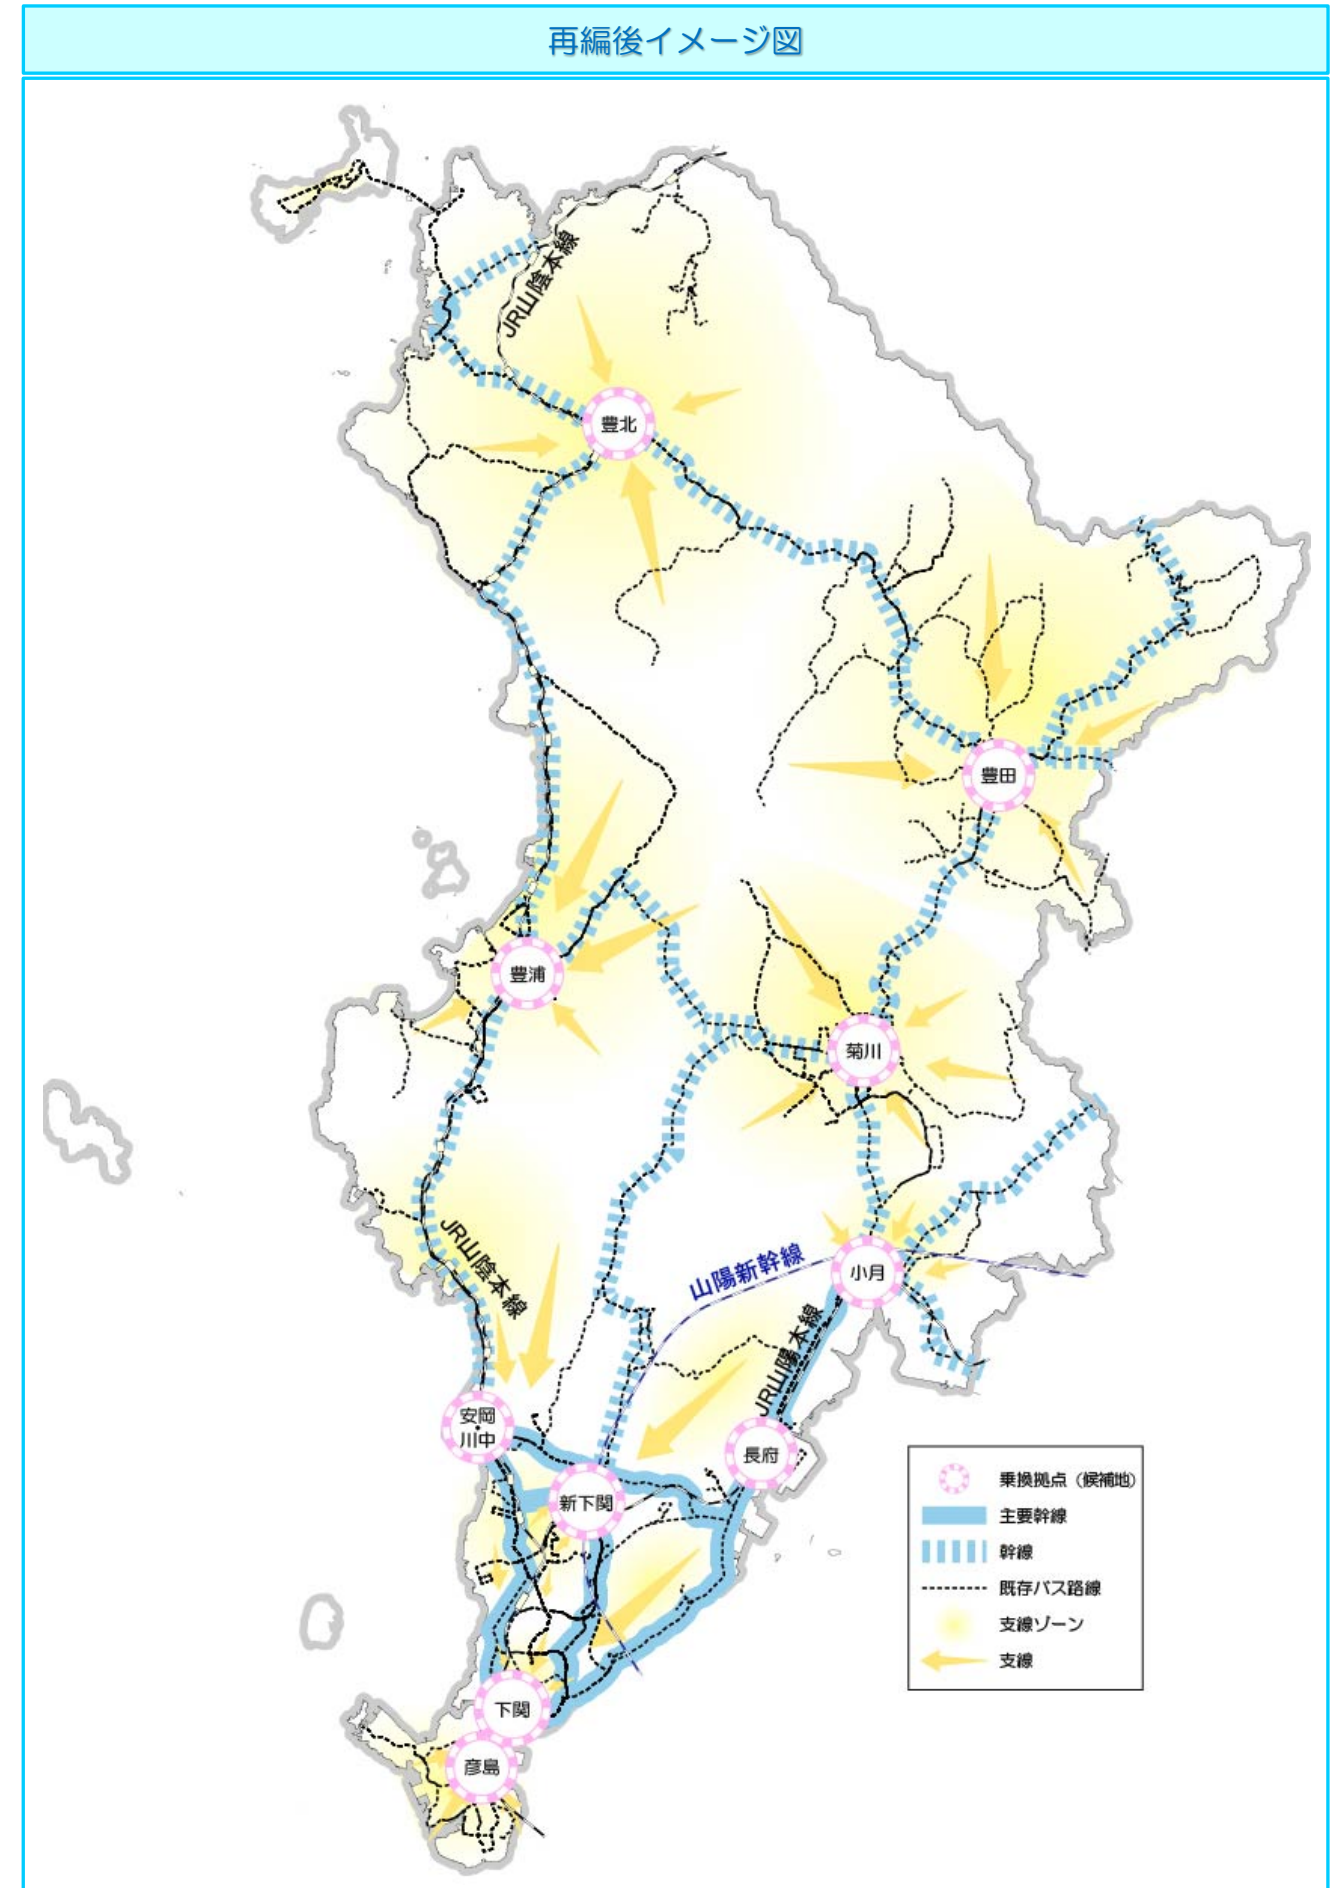 再編後イメージ図
JR山陰本線
豊北
豊田
豊浦
菊川
JR山陰本線
山陽新幹線
小月
JR山陽本線
安岡
・
川中
長府
新下関
下関
彦島
乗換拠点（候補地）
主要幹線
幹線
既存バス路線
支線ゾーン
支線